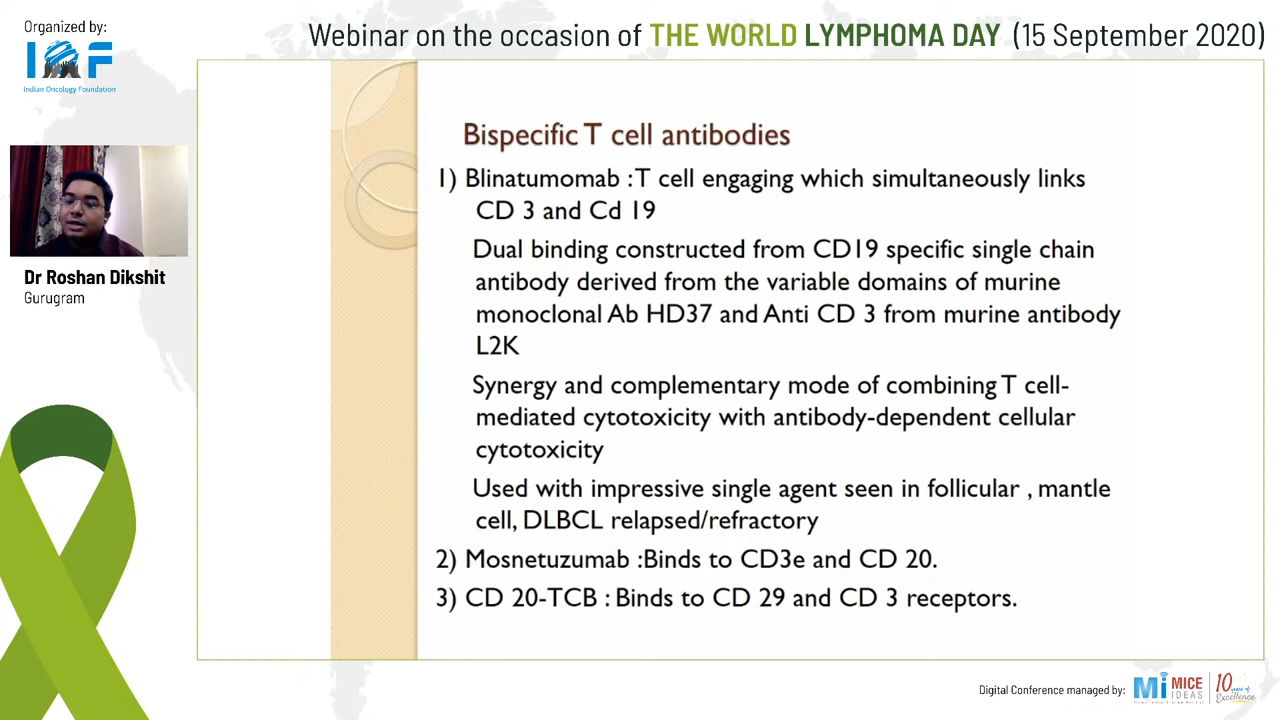 Organized by:
IOF
Indian Oncology Foundation
Webinar on the occasion of THE WORLD LYMPHOMA DAY (15 September 2020)
Dr Roshan Dikshit
Gurugram
Bispecific T cell antibodies
1) Blinatumomab :T cell engaging which simultaneously links
CD 3 and Cd 19
Dual binding constructed from CD19 specific single chain
antibody derived from the variable domains of murine
monoclonal Ab HD37 and Anti CD 3 from murine antibody
L2K
Synergy and complementary mode of combining T cell-
mediated cytotoxicity with antibody-dependent cellular
cytotoxicity
Used with impressive single agent seen in follicular , mantle
cell, DLBCL relapsed/refractory
2) Mosnetuzumab :Binds to CD3e and CD 20.
3) CD 20-TCB : Binds to CD 29 and CD 3 receptors.
Digital Conference managed by:
Mi MICE
IDEAS
10 years of
Excellence